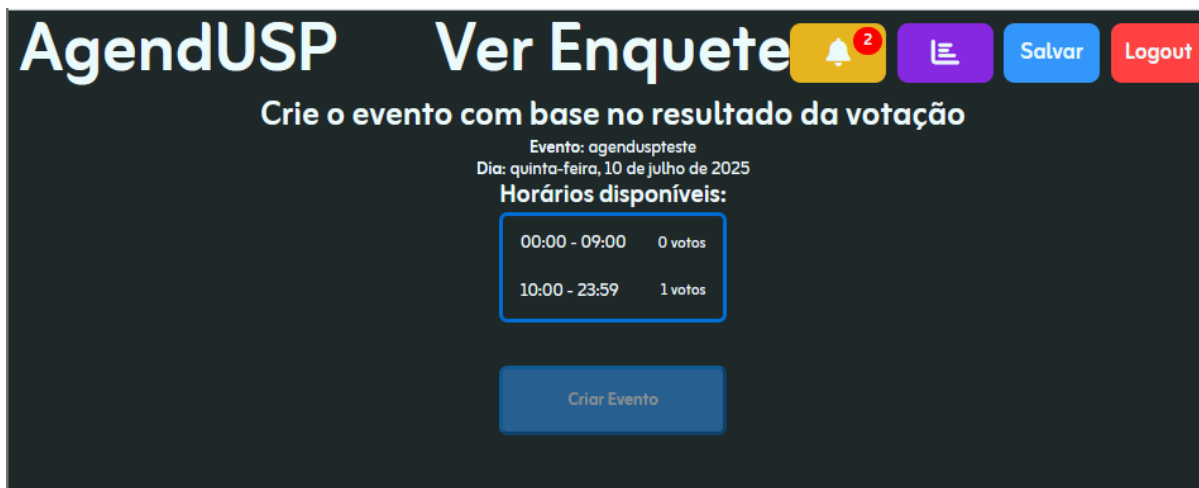 AgendUSP Ver Enquete 2 Salvar Logout
Crie o evento com base no resultado da votação
Evento: agenduspteste
Dia: quinta-feira, 10 de julho de 2025
Horários disponíveis:
00:00 - 09:00 0 votos
10:00 - 23:59 1 votos
Criar Evento